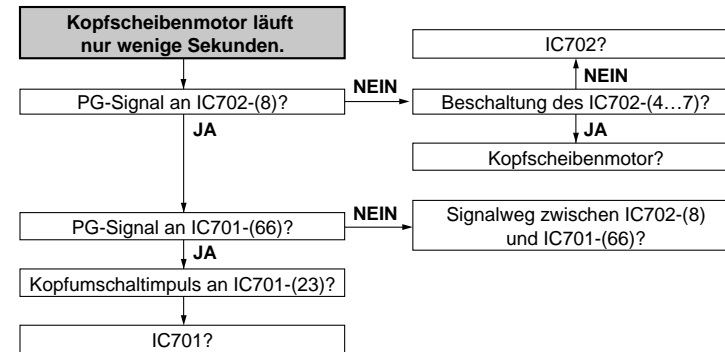 Kopfscheibenmotor läuft
nur wenige Sekunden.
IC702?
NEIN
PG-Signal an IC702-(8)?
NEIN
Beschaltung des IC702-(4...7)?
JA
JA
Kopfscheibenmotor?
PG-Signal an IC701-(66)?
NEIN
Signalweg zwischen IC702-(8)
und IC701-(66)?
JA
Kopfumschaltimpuls an IC701-(23)?
IC701?